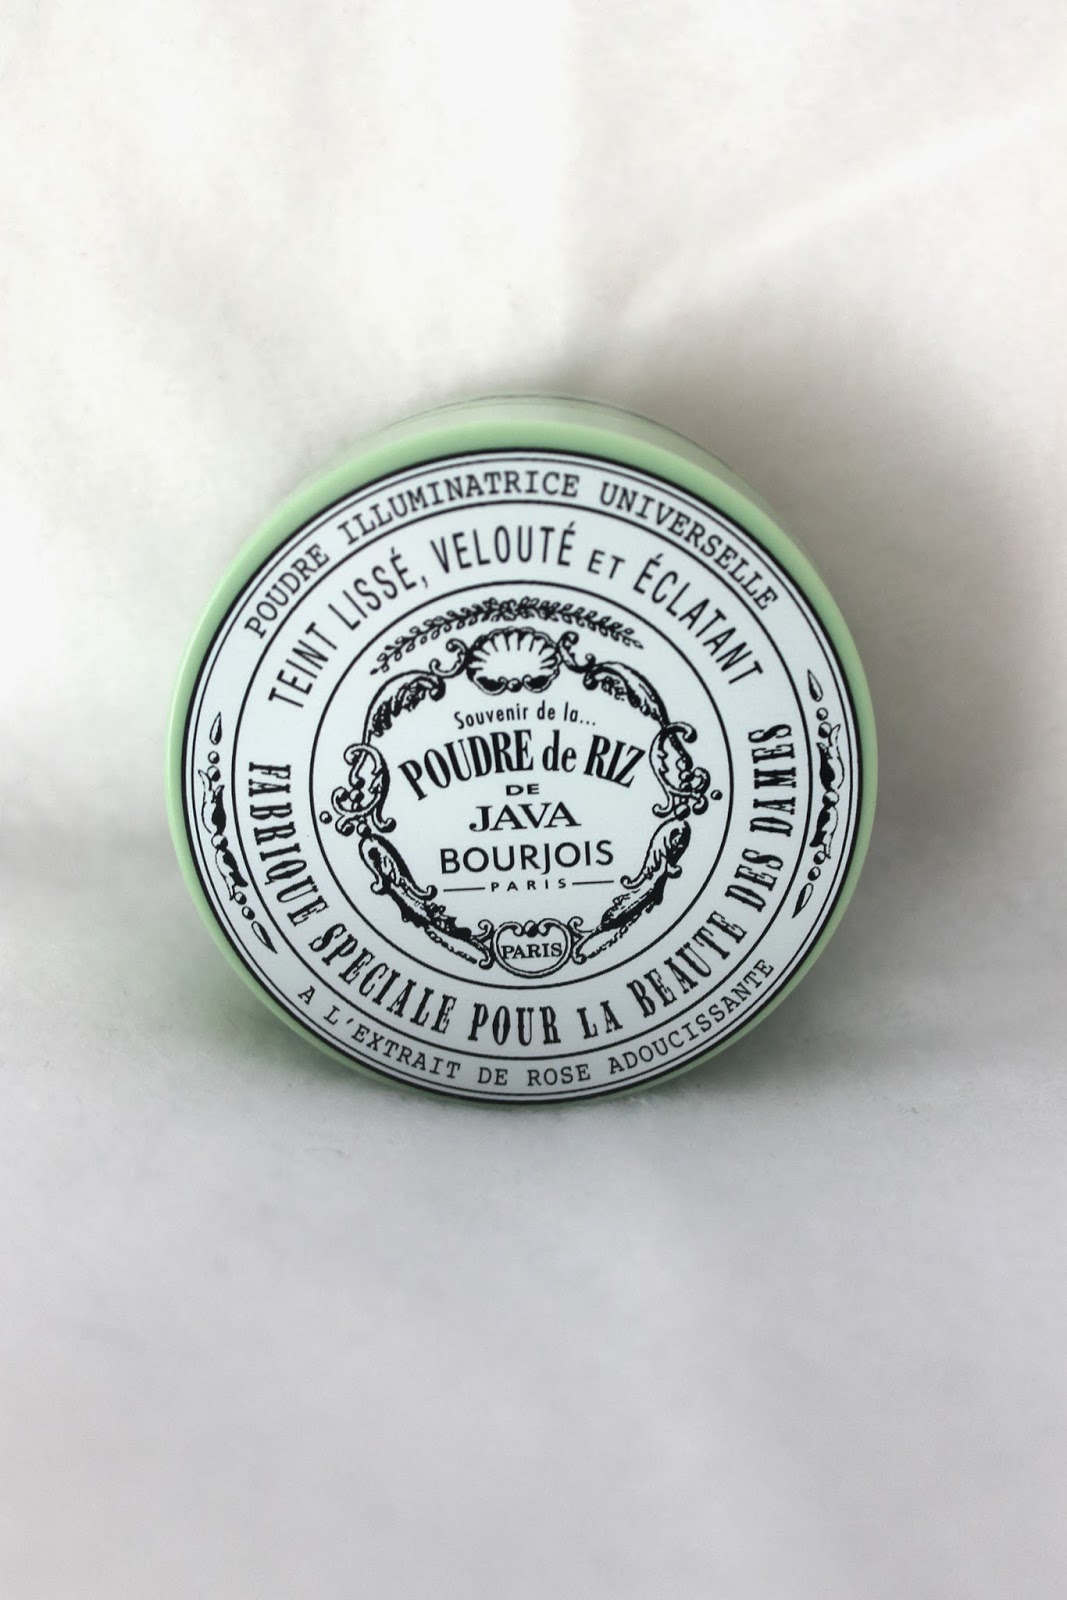 POUDRE ILLUMINATRICE UNIVERSELLE
TEINT LISSÉ, VELOUTÉ ET ÉCLATANT
Souvenir de la...
POUDRE de RIZ
DE
JAVA
BOURJOIS
PARIS
PARIS
FABRIQUE SPECIALE POUR LA BEAUTE DES DAMES
A L'EXTRAIT DE ROSE ADOUCISSANTE